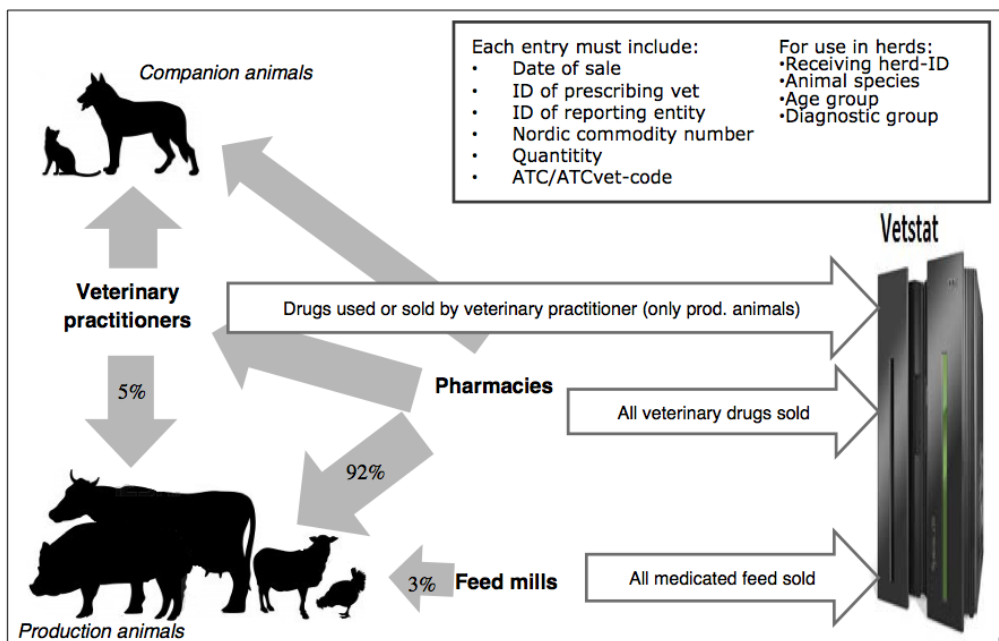 Companion animals
Each entry must include:
• Date of sale
• ID of prescribing vet
• ID of reporting entity
• Nordic commodity number
• Quantitity
• ATC/ATCvet-code
For use in herds:
•Receiving herd-ID
•Animal species
•Age group
•Diagnostic group
Vetstat
Veterinary
practitioners
Drugs used or sold by veterinary practitioner (only prod. animals)
5%
Pharmacies
All veterinary drugs sold
92%
3%
Feed mills
All medicated feed sold
Production animals